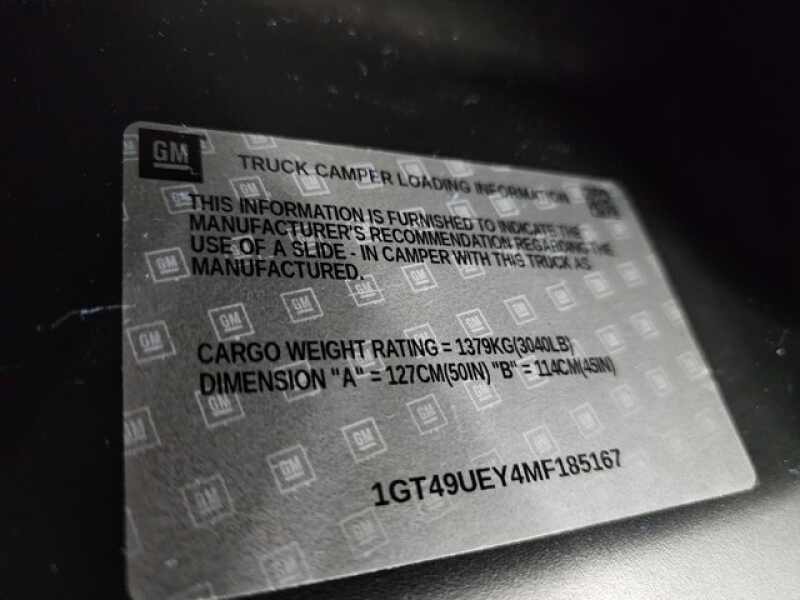 GM
TRUCK CAMPER LOADING INFORMATION
THIS INFORMATION IS FURNISHED TO INDICATE THE
MANUFACTURER'S RECOMMENDATION REGARDING THE
USE OF A SLIDE - IN CAMPER WITH THIS TRUCK AS
MANUFACTURED.
CARGO WEIGHT RATING = 1379KG(3040LB)
DIMENSION "A" = 127CM(50IN) "B" = 114CM(45IN)
1GT49UEY4MF185167